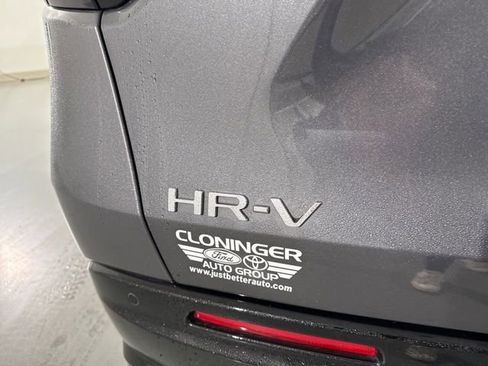 HR-V
CLONINGER
Ford
AUTO GROUP
www.justbetterauto.com